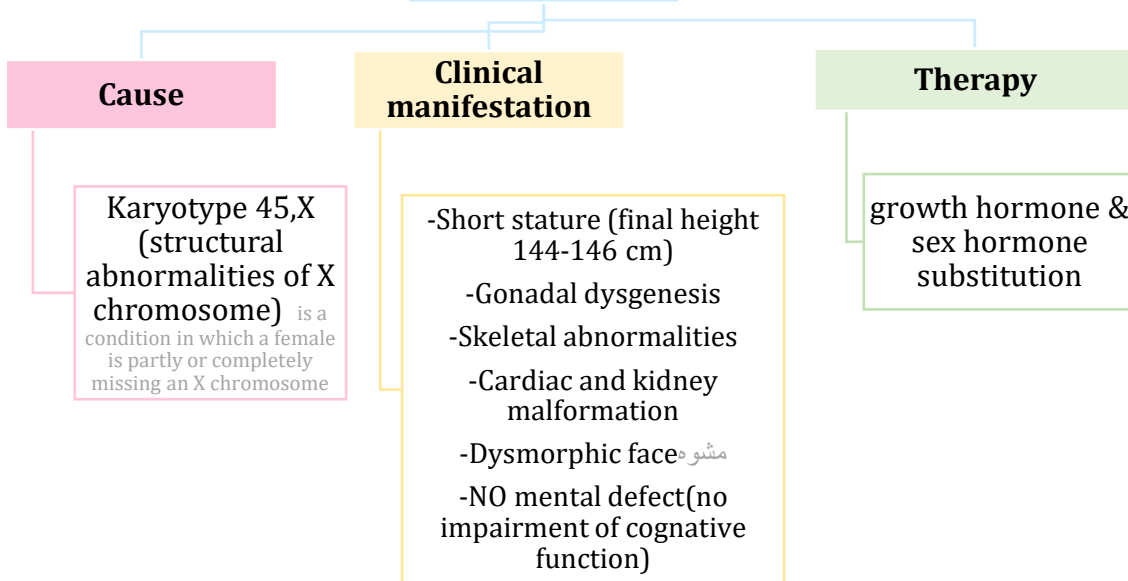 Cause
Clinical
manifestation
Therapy
Karyotype 45,X
(structural
abnormalities of X
chromosome) is a
condition in which a female
is partly or completely
missing an X chromosome
-Short stature (final height
144-146 cm)
-Gonadal dysgenesis
-Skeletal abnormalities
-Cardiac and kidney
malformation
-Dysmorphic face مشوه
-NO mental defect(no
impairment of cognative
function)
growth hormone &
sex hormone
substitution